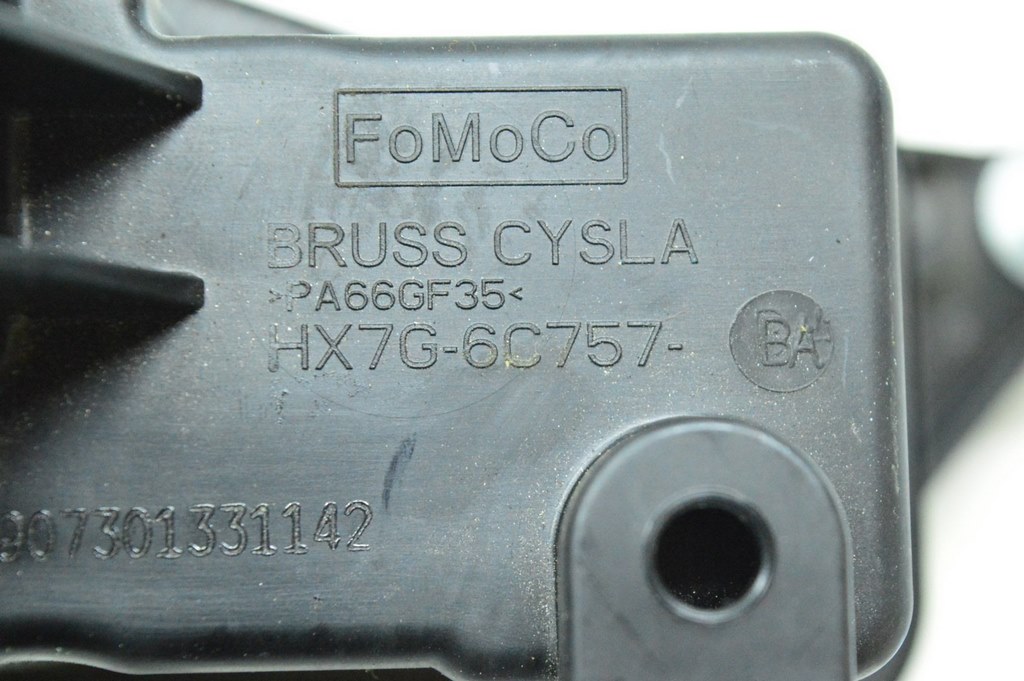 FoMoCo
BRUSS CYSLA
>PA66GF35<
HX7G-6C757- BA
907301331142